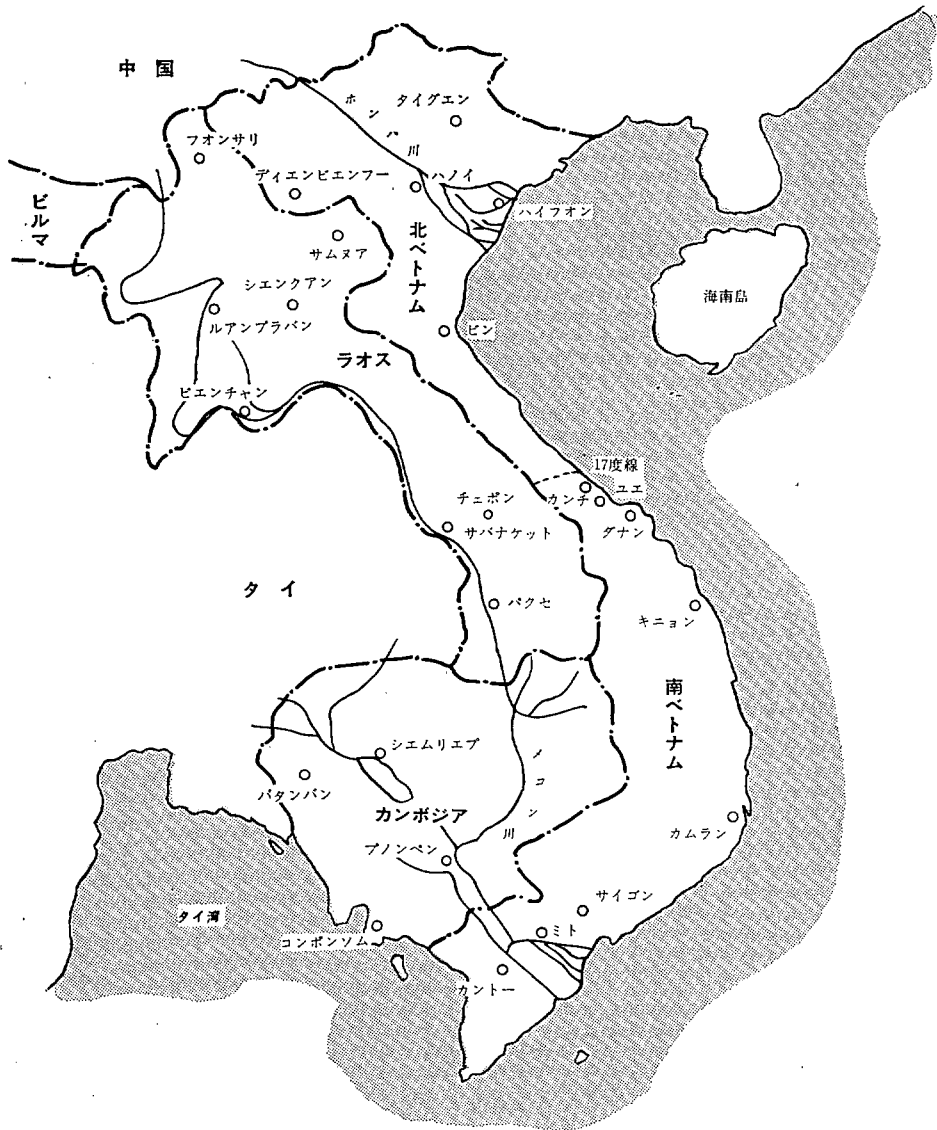 中国
ホンハ川
タイグエン
フオンサリ
ディエンビエンフー
ハノイ
ハイフォン
ビルマ
北ベトナム
サムヌア
シエンクアン
海南島
ルアンプラバン
ビン
ラオス
ビエンチャン
17度線
チェポン
カンチ
ユエ
サバナケット
ダナン
タイ
パクセ
キニョン
南ベトナム
シエムリエプ
メコン川
バタンバン
カンボジア
カムラン
プノンペン
サイゴン
タイ湾
ミト
コンポンソム
カントー